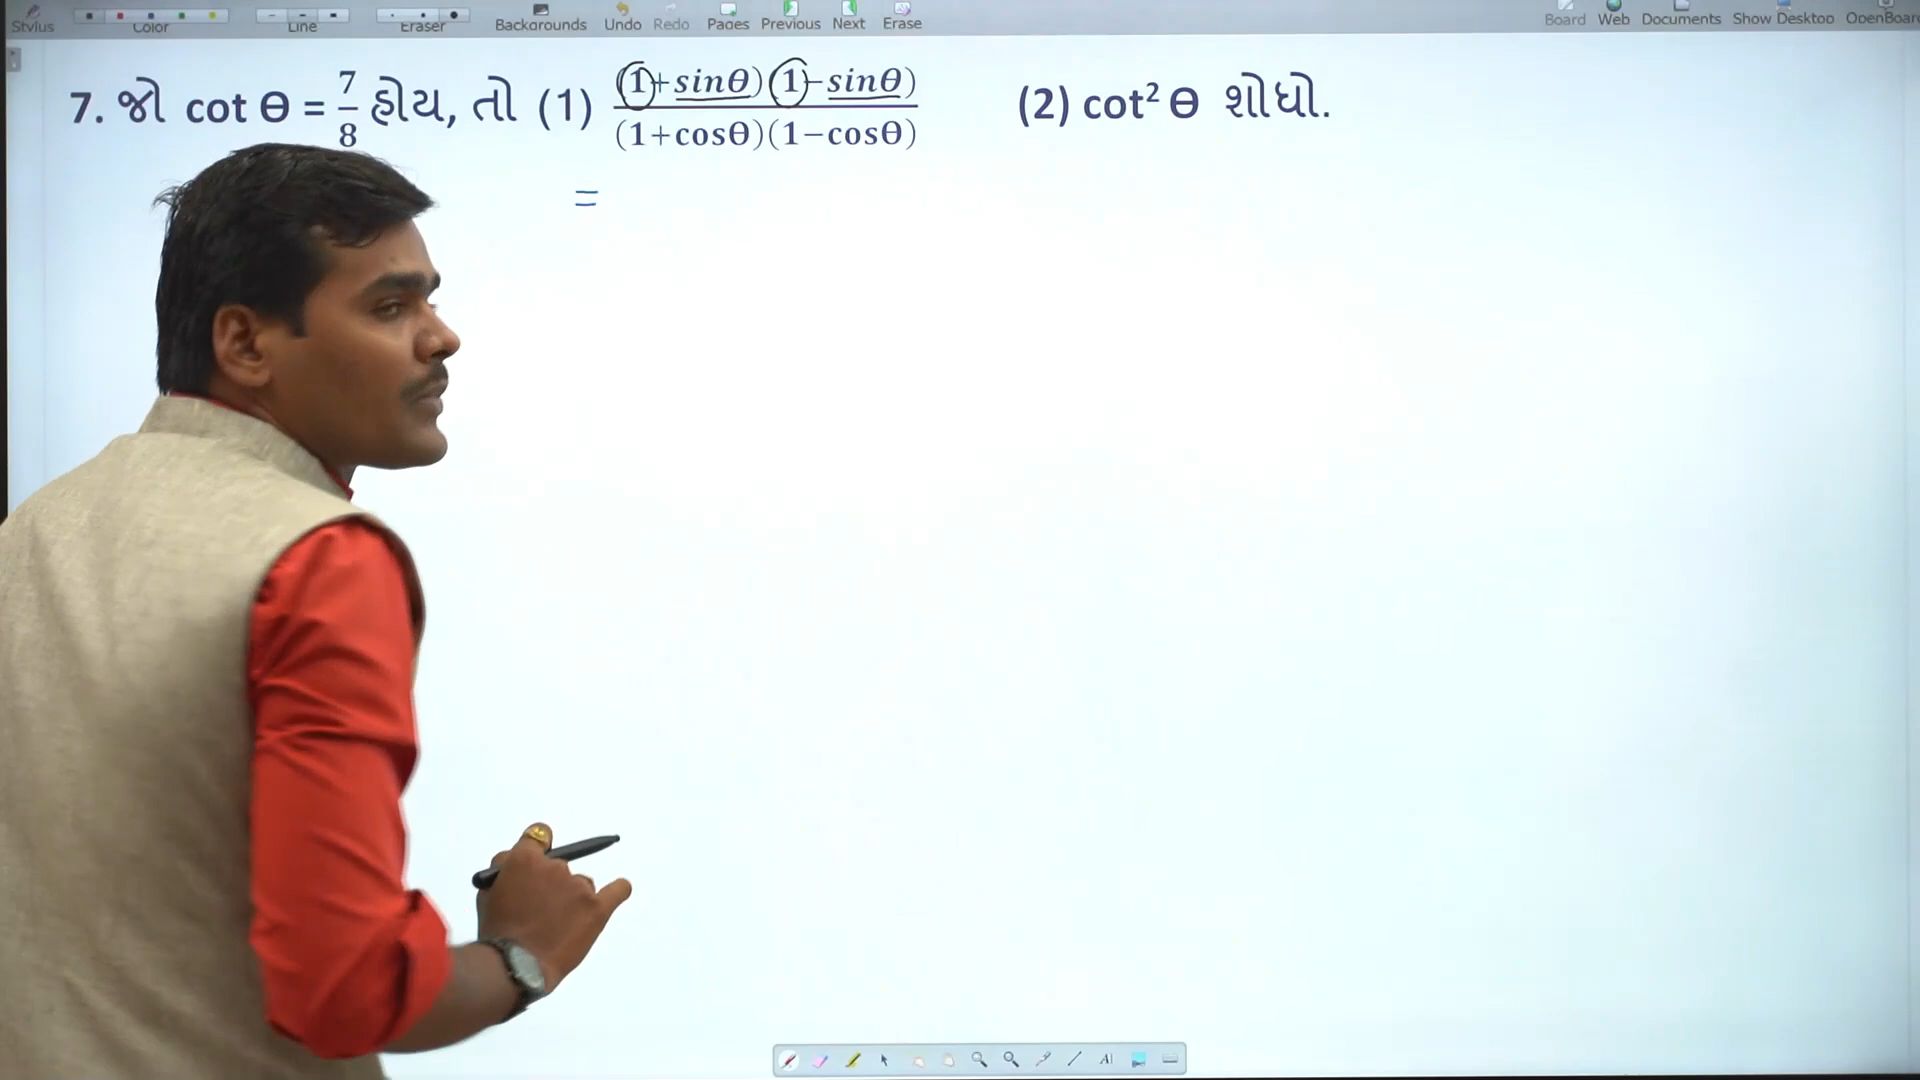 Stylus Color Line Eraser Backgrounds Undo Redo Pages Previous Next Erase Board Web Documents Show Desktop OpenBoard
7. જો cot Θ = 7/8 હોય, તો (1) (1+sinθ)(1−sinθ)/(1+cosθ)(1−cosθ) (2) cot² Θ શોધો.
=